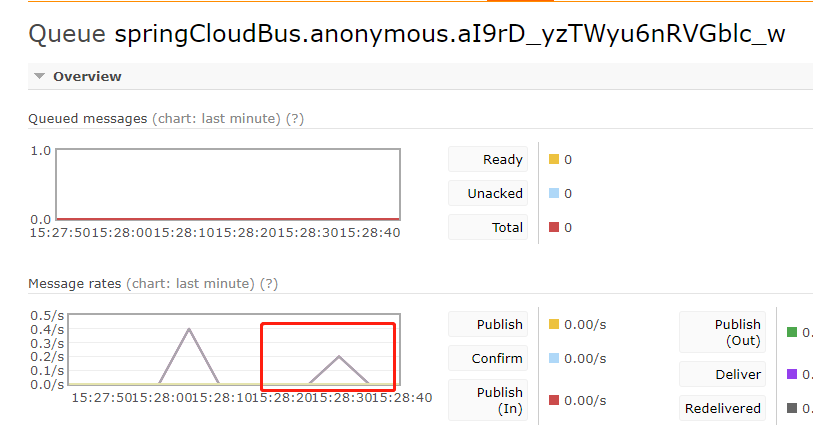 Queue springCloudBus.anonymous.aI9rD_yzTWyu6nRVGblc_w
Overview
Queued messages (chart: last minute) (?)
1.0
0.0
15:27:50 15:28:00 15:28:10 15:28:20 15:28:30 15:28:40
Ready 0
Unacked 0
Total 0
Message rates (chart: last minute) (?)
0.5/s
0.4/s
0.3/s
0.2/s
0.1/s
0.0/s
15:27:50 15:28:00 15:28:10 15:28:20 15:28:30 15:28:40
Publish 0.00/s
Confirm 0.00/s
Publish
(In) 0.00/s
Publish
(Out) 0.
Deliver 0.
Redelivered 0.